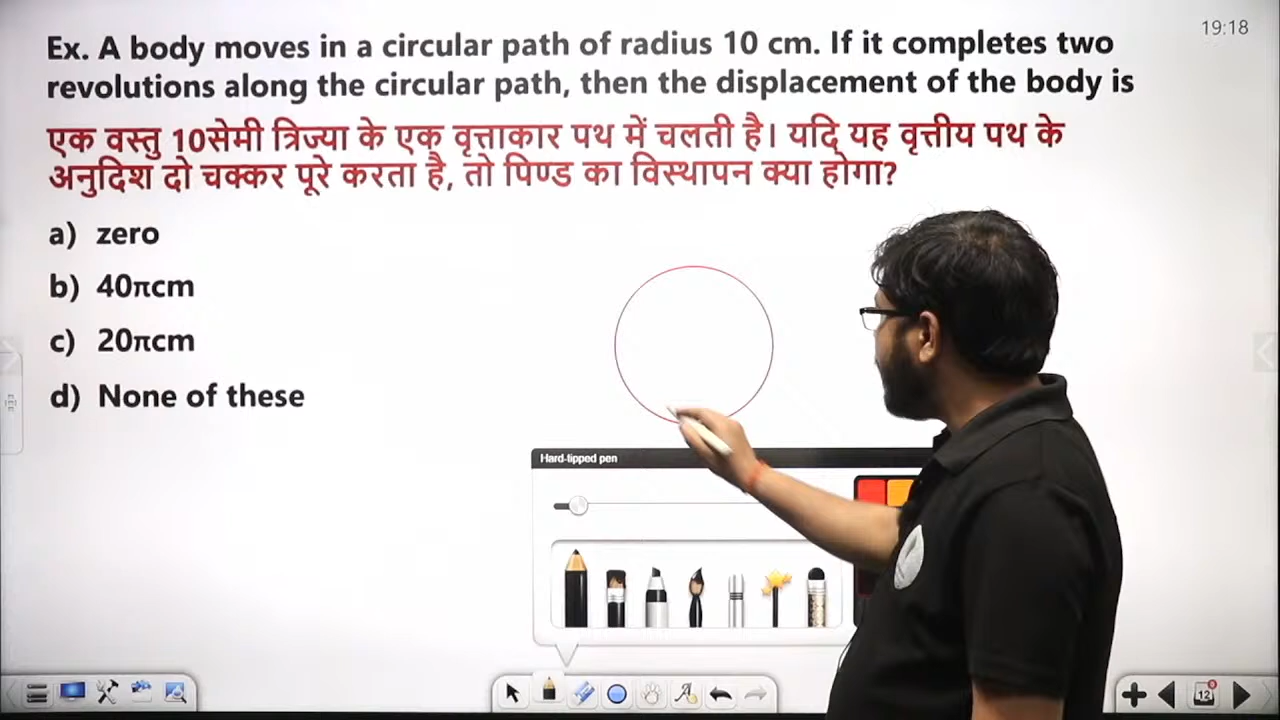 19:18
Ex. A body moves in a circular path of radius 10 cm. If it completes two
revolutions along the circular path, then the displacement of the body is
एक वस्तु 10सेमी त्रिज्या के एक वृत्ताकार पथ में चलती है। यदि यह वृत्तीय पथ के
अनुदिश दो चक्कर पूरे करता है, तो पिण्ड का विस्थापन क्या होगा?
a) zero
b) 40πcm
c) 20πcm
d) None of these
Hard-tipped pen
12